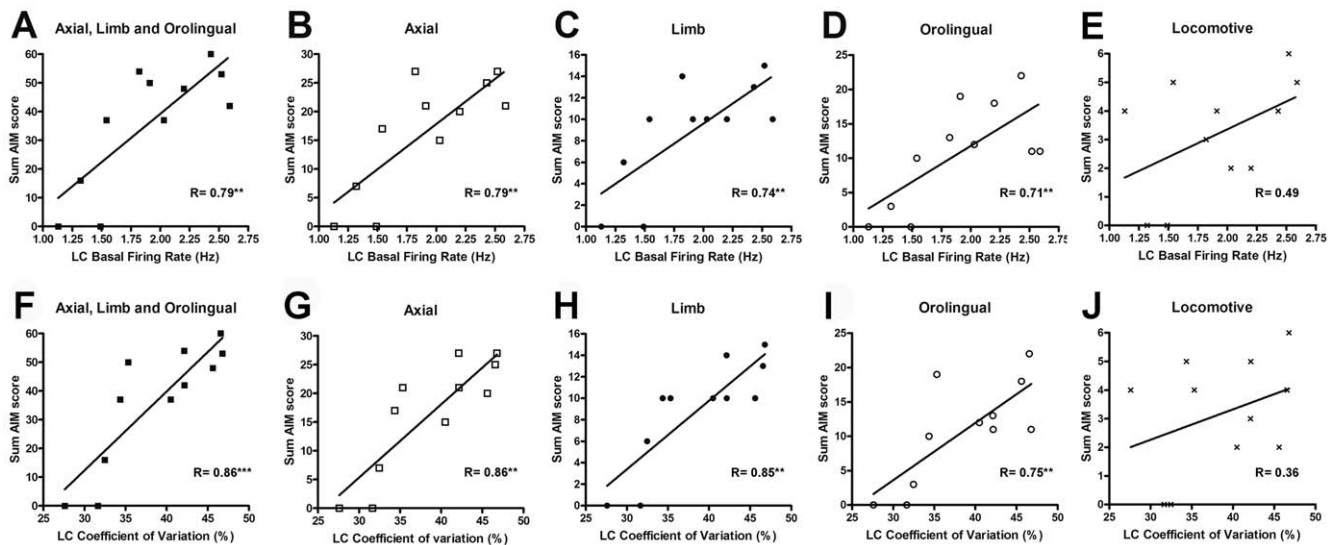 A
Axial, Limb and Orolingual
Sum AIM score
60
50
40
30
20
10
0
R= 0.79**
1.00 1.25 1.50 1.75 2.00 2.25 2.50 2.75
LC Basal Firing Rate (Hz)
B
Axial
Sum AIM score
30
20
10
0
R= 0.79**
1.00 1.25 1.50 1.75 2.00 2.25 2.50 2.75
LC Basal Firing Rate (Hz)
C
Limb
Sum AIM score
16
14
12
10
8
6
4
2
0
R= 0.74**
1.00 1.25 1.50 1.75 2.00 2.25 2.50 2.75
LC Basal Firing Rate (Hz)
D
Orolingual
Sum AIM score
25
20
15
10
5
0
R= 0.71**
1.00 1.25 1.50 1.75 2.00 2.25 2.50 2.75
LC Basal Firing Rate (Hz)
E
Locomotive
Sum AIM score
6
5
4
3
2
1
0
R= 0.49
1.00 1.25 1.50 1.75 2.00 2.25 2.50 2.75
LC Basal Firing Rate (Hz)
F
Axial, Limb and Orolingual
Sum AIM score
60
50
40
30
20
10
0
R= 0.86***
25 30 35 40 45 50
LC Coefficient of Variation (%)
G
Axial
Sum AIM score
30
20
10
0
R= 0.86**
25 30 35 40 45 50
LC Coefficient of variation (%)
H
Limb
Sum AIM score
16
14
12
10
8
6
4
2
0
R= 0.85**
25 30 35 40 45 50
LC Coefficient of Variation (%)
I
Orolingual
Sum AIM score
25
20
15
10
5
0
R= 0.75**
25 30 35 40 45 50
LC Coefficient of Variation (%)
J
Locomotive
Sum AIM score
6
5
4
3
2
1
0
R= 0.36
25 30 35 40 45 50
LC Coefficient of Variation (%)